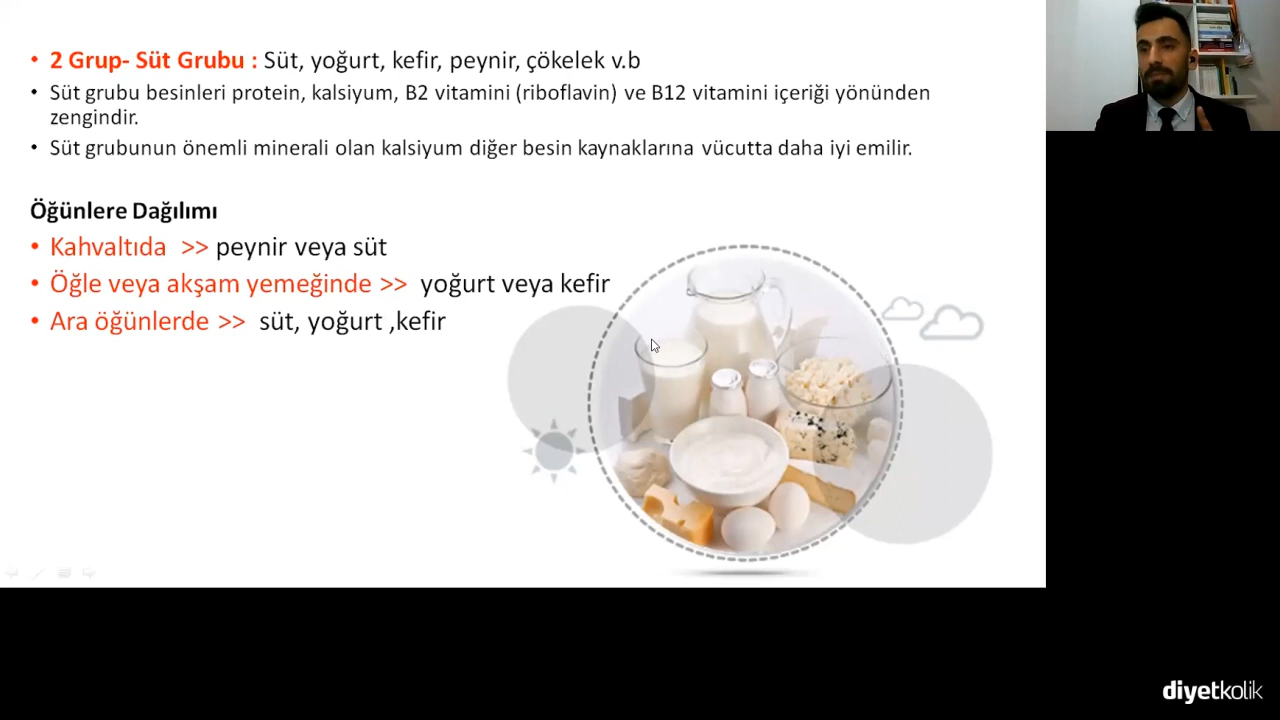 • 2 Grup- Süt Grubu : Süt, yoğurt, kefir, peynir, çökelek v.b
• Süt grubu besinleri protein, kalsiyum, B2 vitamini (riboflavin) ve B12 vitamini içeriği yönünden
zengindir.
• Süt grubunun önemli minerali olan kalsiyum diğer besin kaynaklarına vücutta daha iyi emilir.
Öğünlere Dağılımı
• Kahvaltıda >> peynir veya süt
• Öğle veya akşam yemeğinde >> yoğurt veya kefir
• Ara öğünlerde >> süt, yoğurt ,kefir
diyetkolik